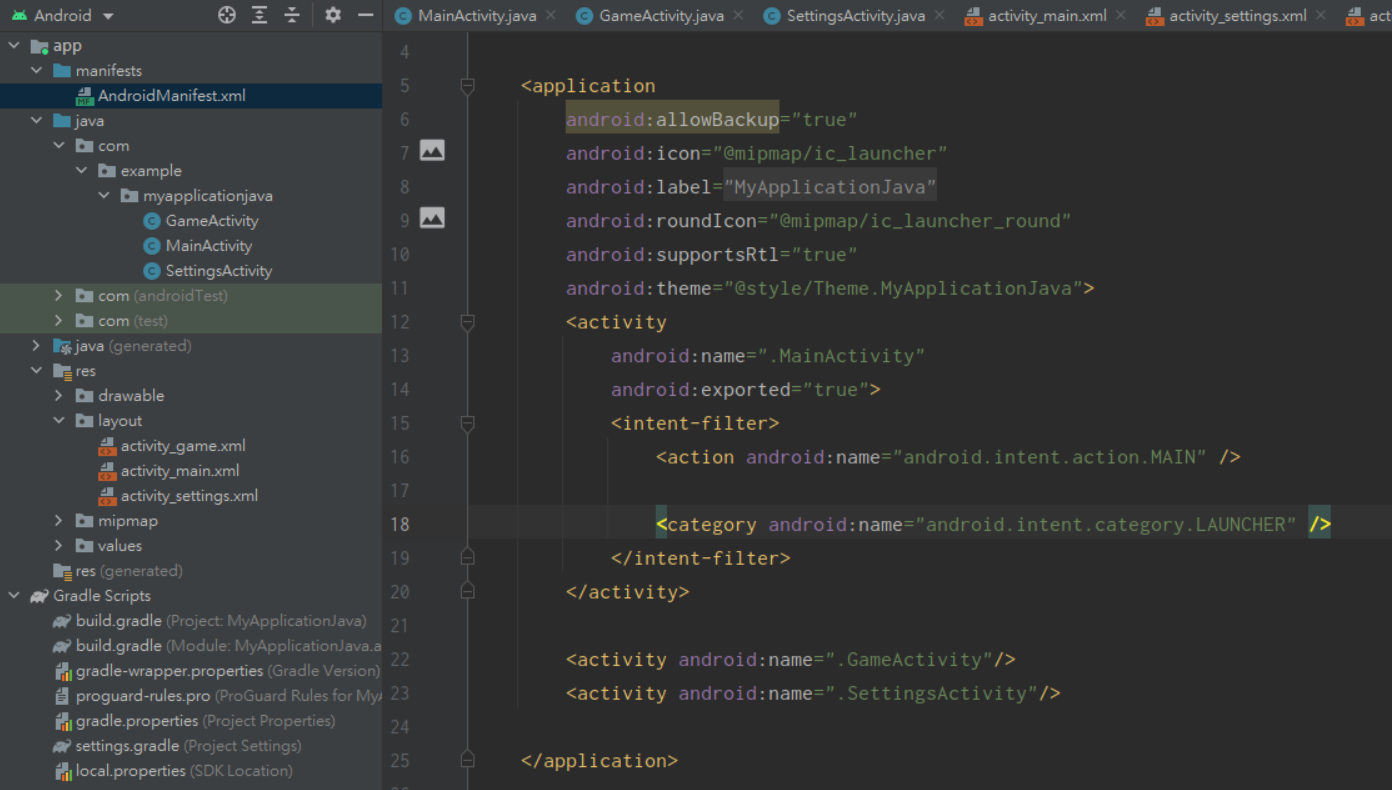 Android
app
manifests
AndroidManifest.xml
java
com
example
myapplicationjava
GameActivity
MainActivity
SettingsActivity
com (androidTest)
com (test)
java (generated)
res
drawable
layout
activity_game.xml
activity_main.xml
activity_settings.xml
mipmap
values
res (generated)
Gradle Scripts
build.gradle (Project: MyApplicationJava)
build.gradle (Module: MyApplicationJava.a
gradle-wrapper.properties (Gradle Version)
proguard-rules.pro (ProGuard Rules for MyA
gradle.properties (Project Properties)
settings.gradle (Project Settings)
local.properties (SDK Location)
MainActivity.java × GameActivity.java × SettingsActivity.java × activity_main.xml × activity_settings.xml × act
4
5 <application
6 android:allowBackup="true"
7 android:icon="@mipmap/ic_launcher"
8 android:label="MyApplicationJava"
9 android:roundIcon="@mipmap/ic_launcher_round"
10 android:supportsRtl="true"
11 android:theme="@style/Theme.MyApplicationJava">
12 <activity
13 android:name=".MainActivity"
14 android:exported="true">
15 <intent-filter>
16 <action android:name="android.intent.action.MAIN" />
17
18 <category android:name="android.intent.category.LAUNCHER" />
19 </intent-filter>
20 </activity>
21
22 <activity android:name=".GameActivity"/>
23 <activity android:name=".SettingsActivity"/>
24
25 </application>